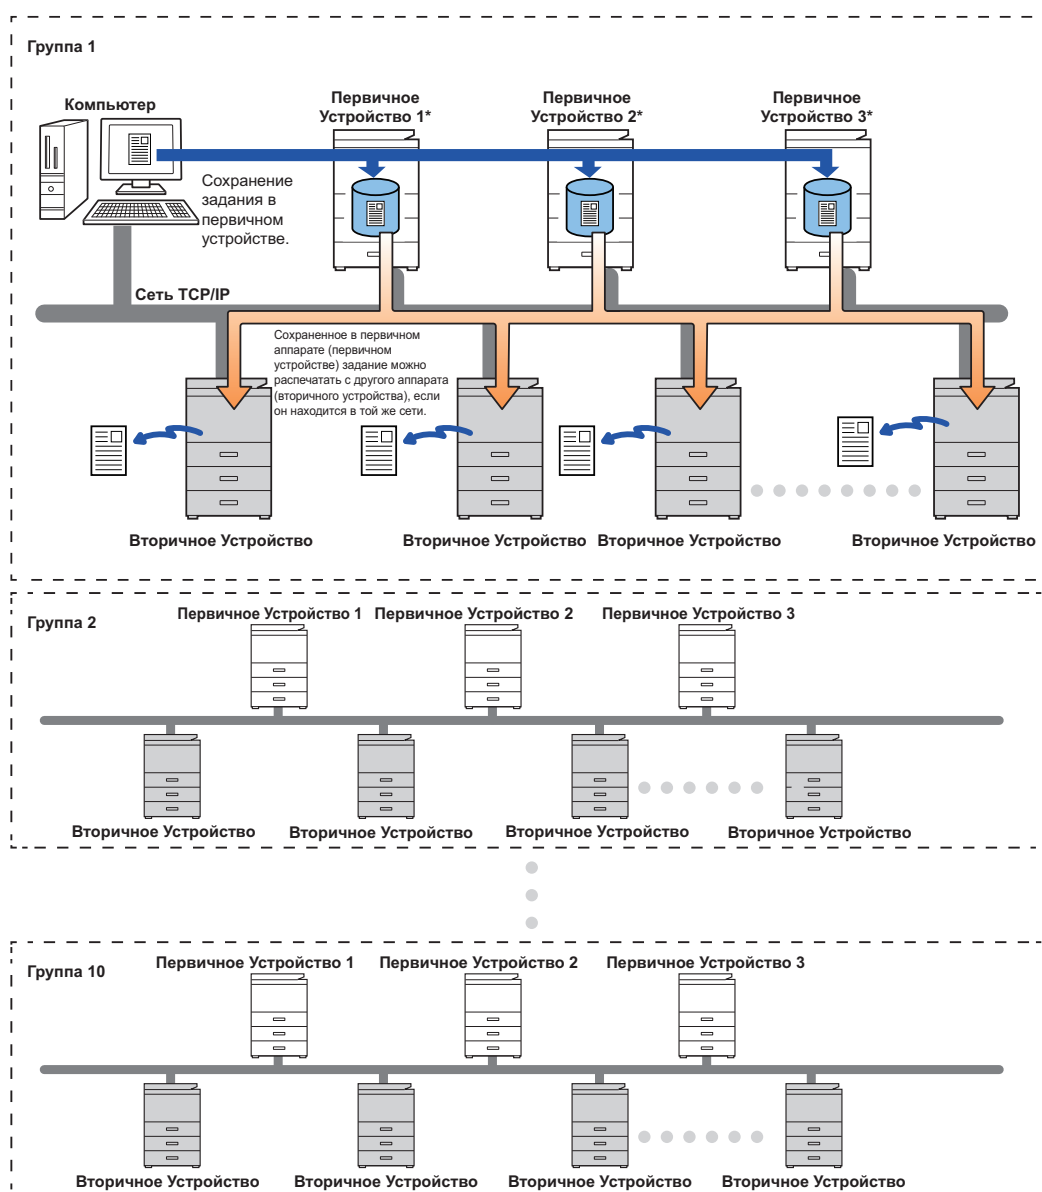 Группа 1
Компьютер
Первичное
Устройство 1*
Первичное
Устройство 2*
Первичное
Устройство 3*
Сохранение
задания в
первичном
устройстве.
Сеть TCP/IP
Сохраненное в первичном
аппарате (первичном
устройстве) задание можно
распечатать с другого аппарата
(вторичного устройства), если
он находится в той же сети.
Вторичное Устройство
Вторичное Устройство
Вторичное Устройство
Вторичное Устройство
Группа 2
Первичное Устройство 1
Первичное Устройство 2
Первичное Устройство 3
Вторичное Устройство
Вторичное Устройство
Вторичное Устройство
Вторичное Устройство
Группа 10
Первичное Устройство 1
Первичное Устройство 2
Первичное Устройство 3
Вторичное Устройство
Вторичное Устройство
Вторичное Устройство
Вторичное Устройство